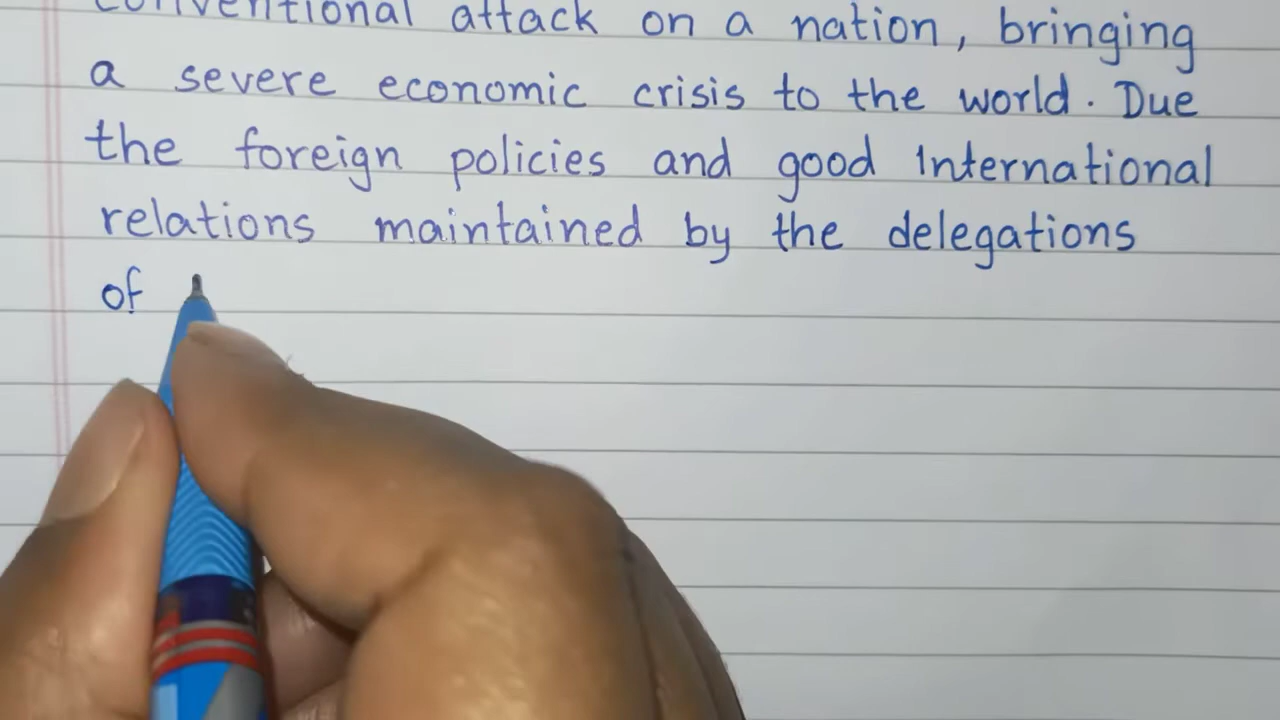 conventional attack on a nation, bringing
a severe economic crisis to the world. Due
the foreign policies and good International
relations maintained by the delegations
of